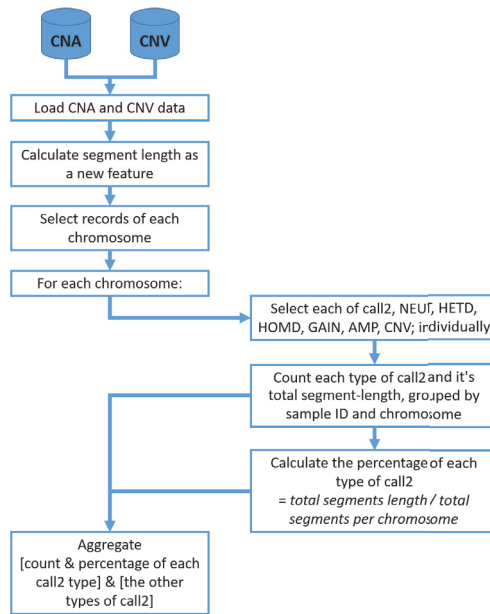 CNA
CNV
Load CNA and CNV data
Calculate segment length as
a new feature
Select records of each
chromosome
For each chromosome:
Select each of call2, NEUT, HETD,
HOMD, GAIN, AMP, CNV; individually
Count each type of call2 and it's
total segment-length, grouped by
sample ID and chromosome
Calculate the percentage of each
type of call2
= total segments length / total
segments per chromosome
Aggregate
[count & percentage of each
call2 type] & [the other
types of call2]